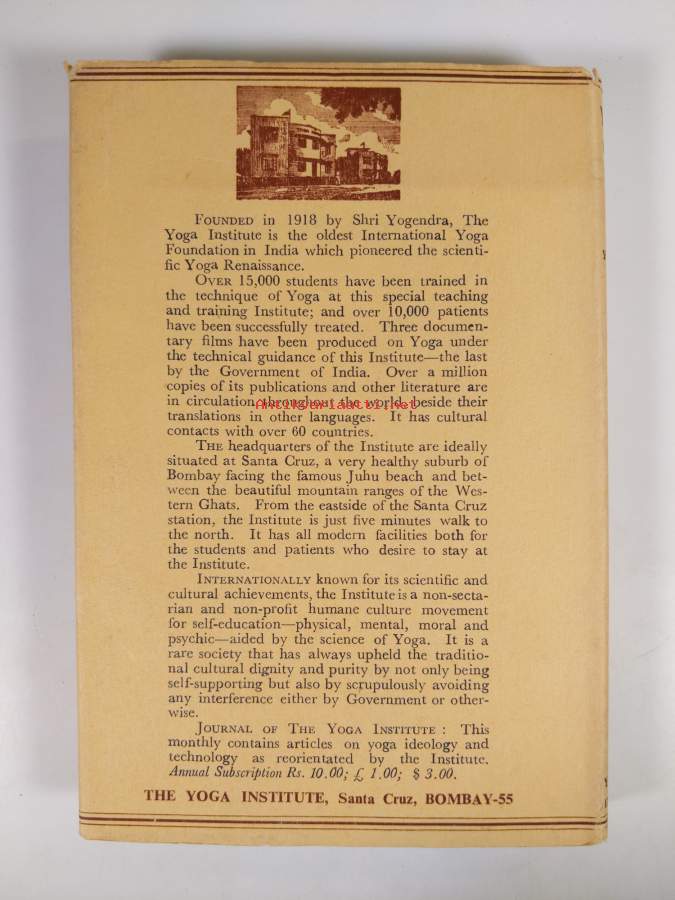 FOUNDED in 1918 by Shri Yogendra, The
Yoga Institute is the oldest International Yoga
Foundation in India which pioneered the scienti-
fic Yoga Renaissance.
OVER 15,000 students have been trained in
the technique of Yoga at this special teaching
and training Institute; and over 10,000 patients
have been successfully treated. Three documen-
tary films have been produced on Yoga under
the technical guidance of this Institute—the last
by the Government of India. Over a million
copies of its publications and other literature are
in circulation throughout the world beside their
Antikvariaatti.net
translations in other languages. It has cultural
contacts with over 60 countries.
THE headquarters of the Institute are ideally
situated at Santa Cruz, a very healthy suburb of
Bombay facing the famous Juhu beach and bet-
ween the beautiful mountain ranges of the Wes-
tern Ghats. From the eastside of the Santa Cruz
station, the Institute is just five minutes walk to
the north. It has all modern facilities both for
the students and patients who desire to stay at
the Institute.
INTERNATIONALLY known for its scientific and
cultural achievements, the Institute is a non-secta-
rian and non-profit humane culture movement
for self-education—physical, mental, moral and
psychic—aided by the science of Yoga. It is a
rare society that has always upheld the traditio-
nal cultural dignity and purity by not only being
self-supporting but also by scrupulously avoiding
any interference either by Government or other-
wise.
JOURNAL OF THE YOGA INSTITUTE : This
monthly contains articles on yoga ideology and
technology as reorientated by the Institute.
Annual Subscription Rs. 10.00; £ 1.00; $ 3.00.
THE YOGA INSTITUTE, Santa Cruz, BOMBAY-55